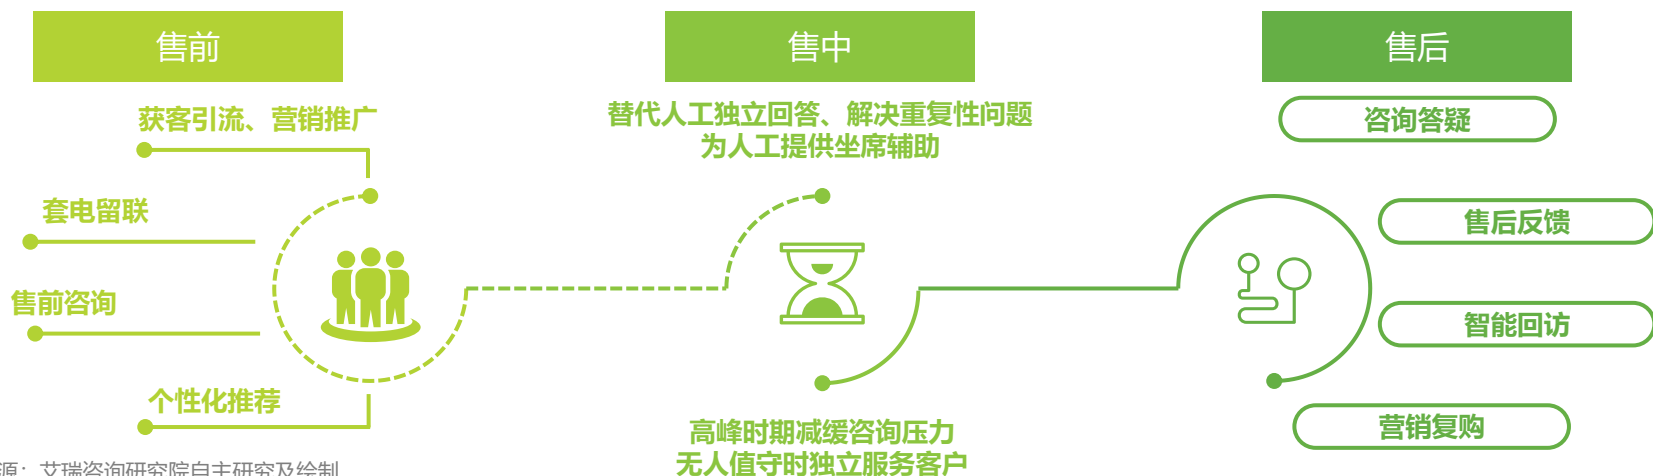 售前
获客引流、营销推广
套电留联
售前咨询
个性化推荐
售中
替代人工独立回答、解决重复性问题
为人工提供坐席辅助
高峰时期减缓咨询压力
无人值守时独立服务客户
售后
咨询答疑
售后反馈
智能回访
营销复购
源：艾瑞咨询研究院自主研究及绘制